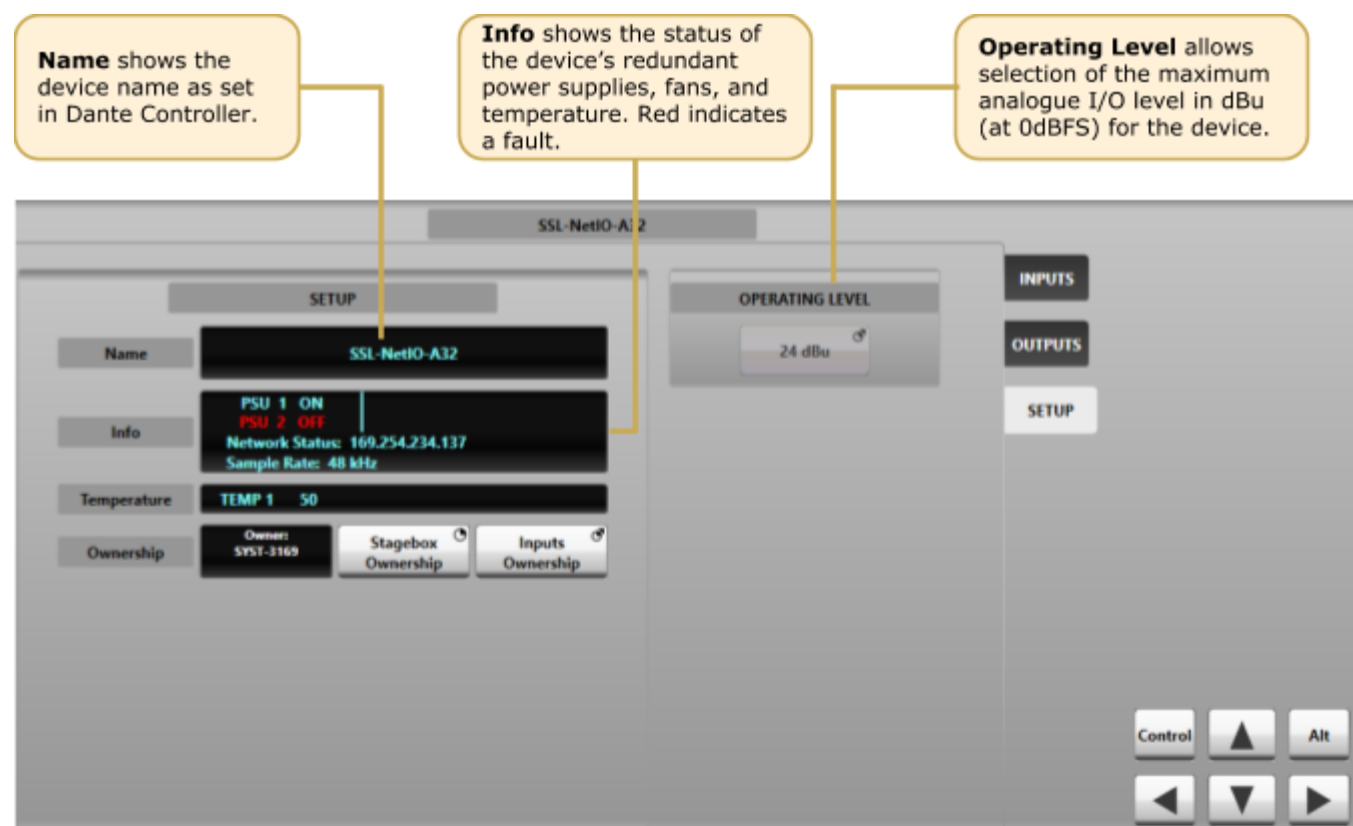 Name shows the
device name as set
in Dante Controller.
Info shows the status of
the device’s redundant
power supplies, fans, and
temperature. Red indicates
a fault.
Operating Level allows
selection of the maximum
analogue I/O level in dBu
(at 0dBFS) for the device.
SSL-NetIO-A32
SETUP
Name
SSL-NetIO-A32
Info
PSU 1 ON
PSU 2 OFF
Network Status: 169.254.234.137
Sample Rate: 48 kHz
Temperature
TEMP 1 50
Ownership
Owner:
SYST-3169
Stagebox
Ownership
Inputs
Ownership
OPERATING LEVEL
24 dBu
INPUTS
OUTPUTS
SETUP
Control
Alt